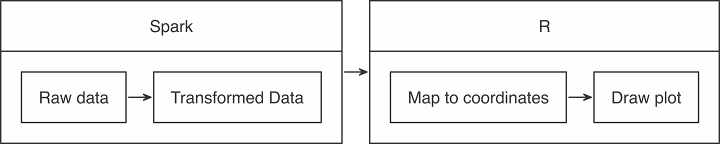 Spark
Raw data
Transformed Data
R
Map to coordinates
Draw plot